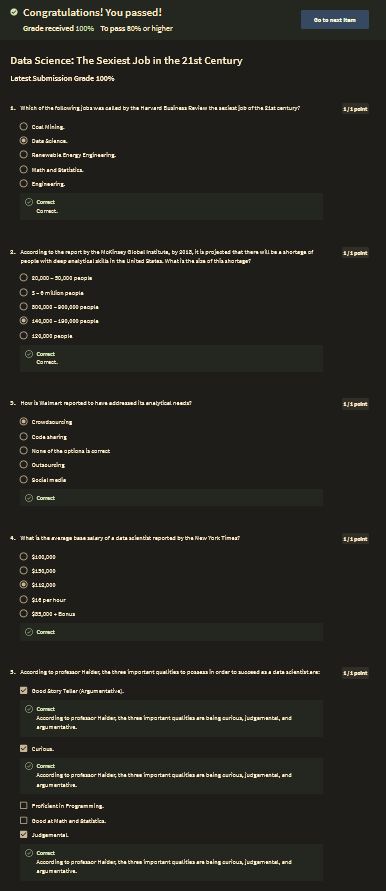 Congratulations! You passed!
Grade received 100% To pass 80% or higher
Go to next item
Data Science: The Sexiest Job in the 21st Century
Latest Submission Grade 100%
1. Which of the following jobs was called by the Harvard Business Review the sexiest job of the 21st century?
1 / 1 point
Coal Mining.
Data Science.
Renewable Energy Engineering.
Math and Statistics.
Engineering.
Correct
Correct.
2. According to the report by the McKinsey Global Institute, by 2018, it is projected that there will be a shortage of
people with deep analytical skills in the United States. What is the size of this shortage?
1 / 1 point
20,000 – 50,000 people
5 – 6 million people
800,000 – 900,000 people
140,000 – 190,000 people
120,000 people
Correct
Correct.
3. How is Walmart reported to have addressed its analytical needs?
1 / 1 point
Crowdsourcing
Code sharing
None of the options is correct
Outsourcing
Social media
Correct
4. What is the average base salary of a data scientist reported by the New York Times?
1 / 1 point
$100,000
$150,000
$112,000
$16 per hour
$85,000 + Bonus
Correct
5. According to professor Haider, the three important qualities to possess in order to succeed as a data scientist are:
1 / 1 point
Good Story Teller (Argumentative).
Correct
According to professor Haider, the three important qualities are being curious, judgemental, and
argumentative.
Curious.
Correct
According to professor Haider, the three important qualities are being curious, judgemental, and
argumentative.
Proficient in Programming.
Good at Math and Statistics.
Judgemental.
Correct
According to professor Haider, the three important qualities are being curious, judgemental, and
argumentative.